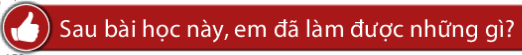 Sau bài học này, em đã làm được những gì?